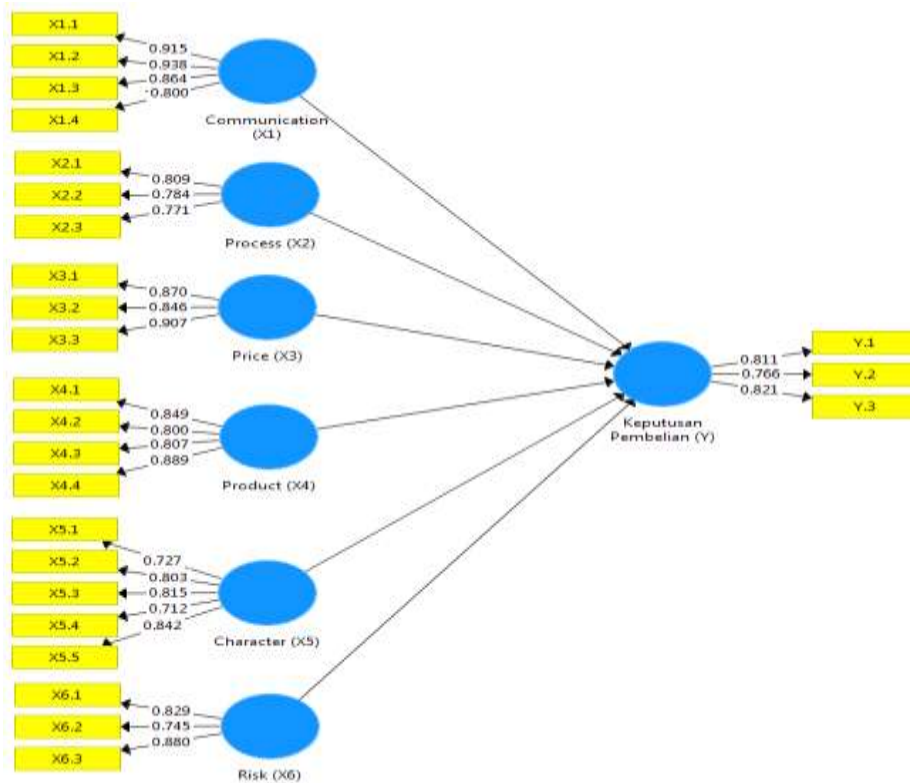 X1.1
X1.2
X1.3
X1.4
0.915
0.938
0.864
0.800
Communication
(X1)
X2.1
X2.2
X2.3
0.809
0.784
0.771
Process (X2)
X3.1
X3.2
X3.3
0.870
0.846
0.907
Price (X3)
X4.1
X4.2
X4.3
X4.4
0.849
0.800
0.807
0.889
Product (X4)
X5.1
X5.2
X5.3
X5.4
X5.5
0.727
0.803
0.815
0.712
0.842
Character (X5)
X6.1
X6.2
X6.3
0.829
0.745
0.880
Risk (X6)
Keputusan
Pembelian (Y)
0.811
0.766
0.821
Y.1
Y.2
Y.3